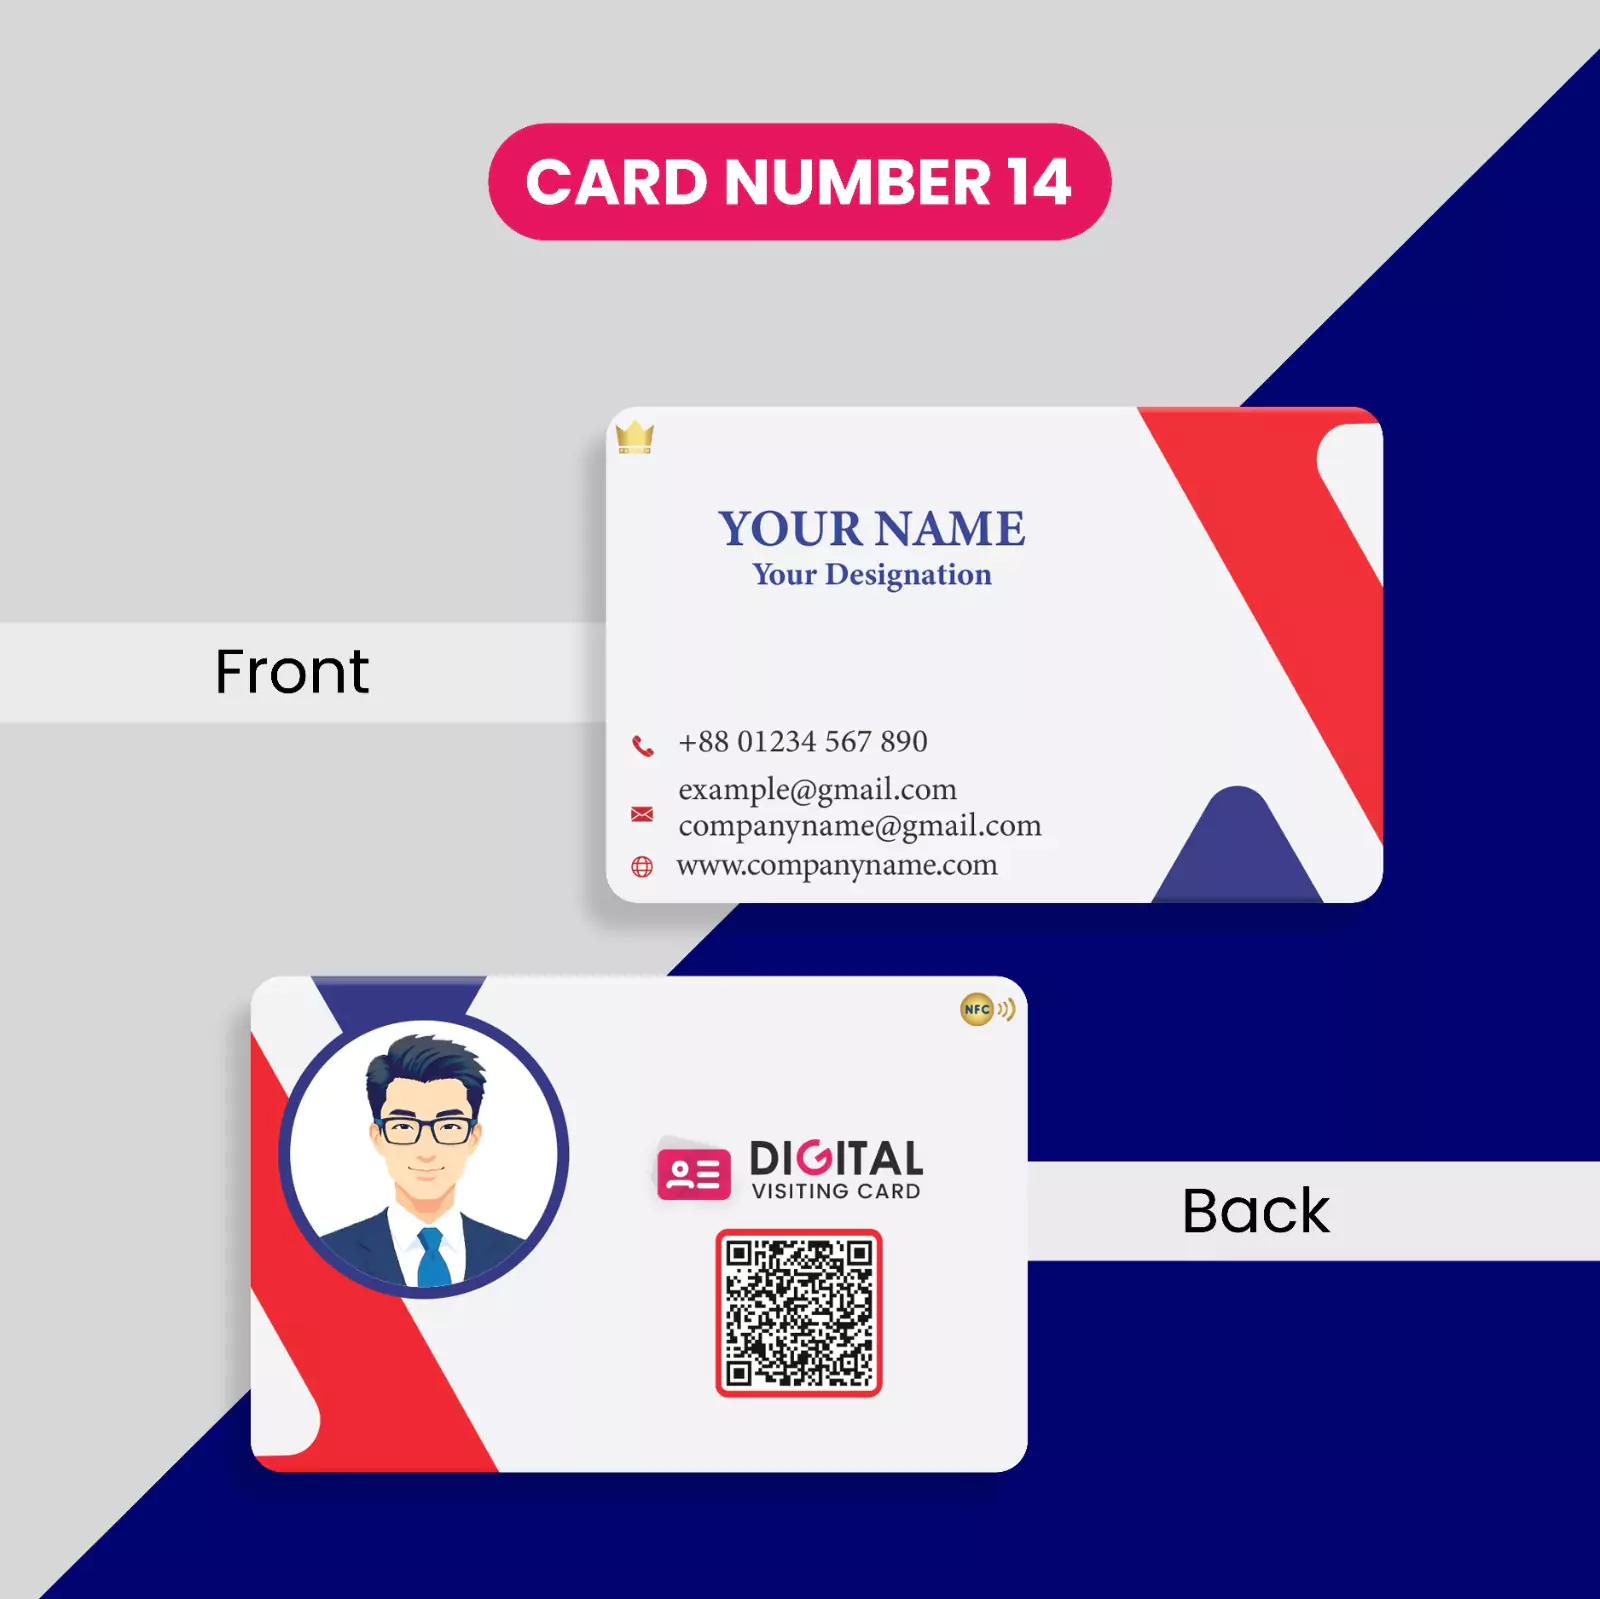 CARD NUMBER 14
YOUR NAME
Your Designation
Front
+88 01234 567 890
example@gmail.com
companyname@gmail.com
www.companyname.com
NFC
DIGITAL
VISITING CARD
Back